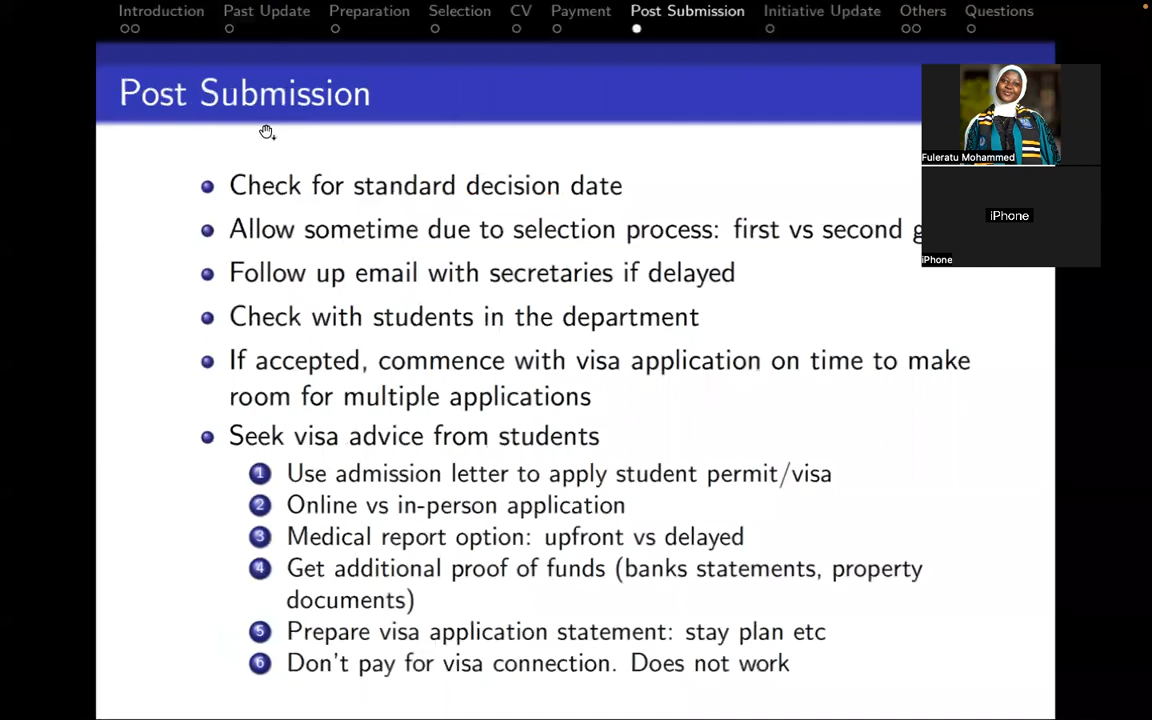 Introduction Past Update Preparation Selection CV Payment Post Submission Initiative Update Others Questions
Post Submission
Check for standard decision date
Allow sometime due to selection process: first vs second
Follow up email with secretaries if delayed
Check with students in the department
If accepted, commence with visa application on time to make
room for multiple applications
Seek visa advice from students
1 Use admission letter to apply student permit/visa
2 Online vs in-person application
3 Medical report option: upfront vs delayed
4 Get additional proof of funds (banks statements, property
documents)
5 Prepare visa application statement: stay plan etc
6 Don't pay for visa connection. Does not work
Fuleratu Mohammed
iPhone
iPhone